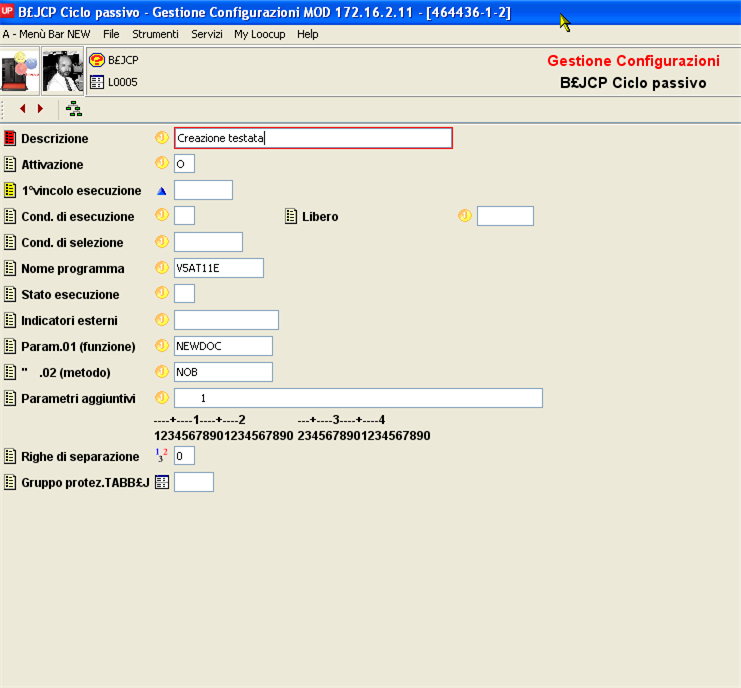 UP B£JCP Ciclo passivo - Gestione Configurazioni MOD 172.16.2.11 - [464436-1-2]
A - Menù Bar NEW File Strumenti Servizi My Loocup Help
B£JCP
Gestione Configurazioni
L0005
B£JCP Ciclo passivo
Descrizione Creazione testata
Attivazione O
1°vincolo esecuzione
Cond. di esecuzione Libero
Cond. di selezione
Nome programma V5AT11E
Stato esecuzione
Indicatori esterni
Param.01 (funzione) NEWDOC
" .02 (metodo) NOB
Parametri aggiuntivi 1
----+----1----+----2 ---+----3----+----4
12345678901234567890 2345678901234567890
Righe di separazione 1 2 3 0
Gruppo protez.TABB£J